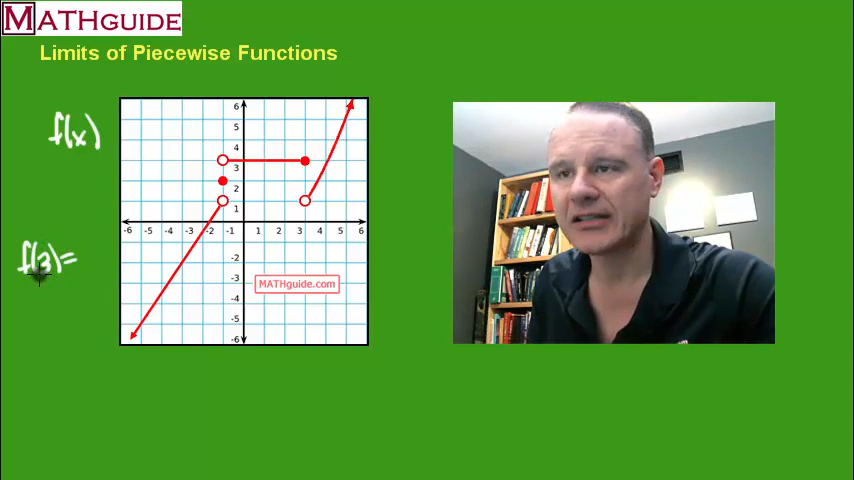 MATHGUIDE
Limits of Piecewise Functions
f(x)
f(3)=
6
5
4
3
2
1
-6 -5 -4 -3 -2 -1 1 2 3 4 5 6
-2
-3
-4
-5
-6
MATHguide.com